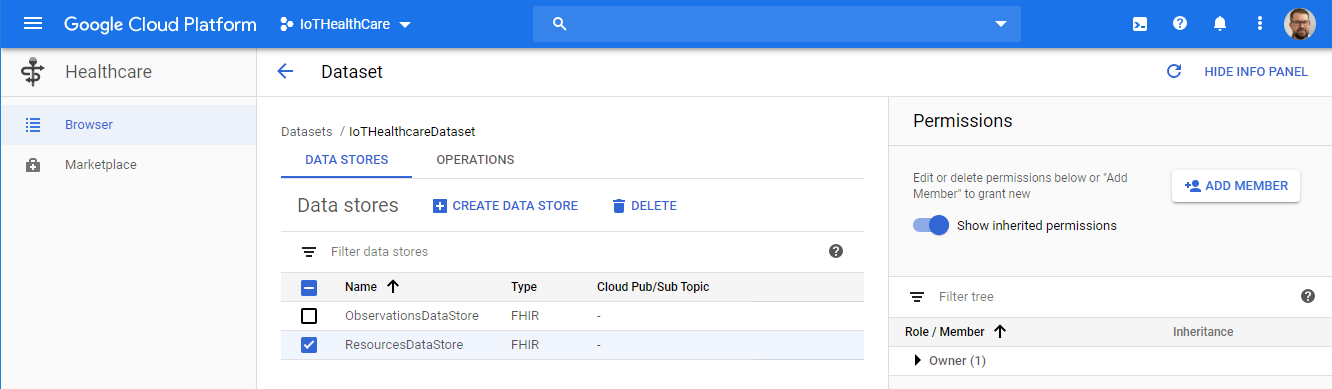 Google Cloud Platform
IoTHealthCare
Healthcare
Dataset
HIDE INFO PANEL
Browser
Marketplace
Datasets / IoTHealthcareDataset
DATA STORES OPERATIONS
Data stores CREATE DATA STORE DELETE
Filter data stores
Name Type Cloud Pub/Sub Topic
ObservationsDataStore FHIR -
ResourcesDataStore FHIR -
Permissions
Edit or delete permissions below or "Add
Member" to grant new
ADD MEMBER
Show inherited permissions
Filter tree
Role / Member Inheritance
Owner (1)